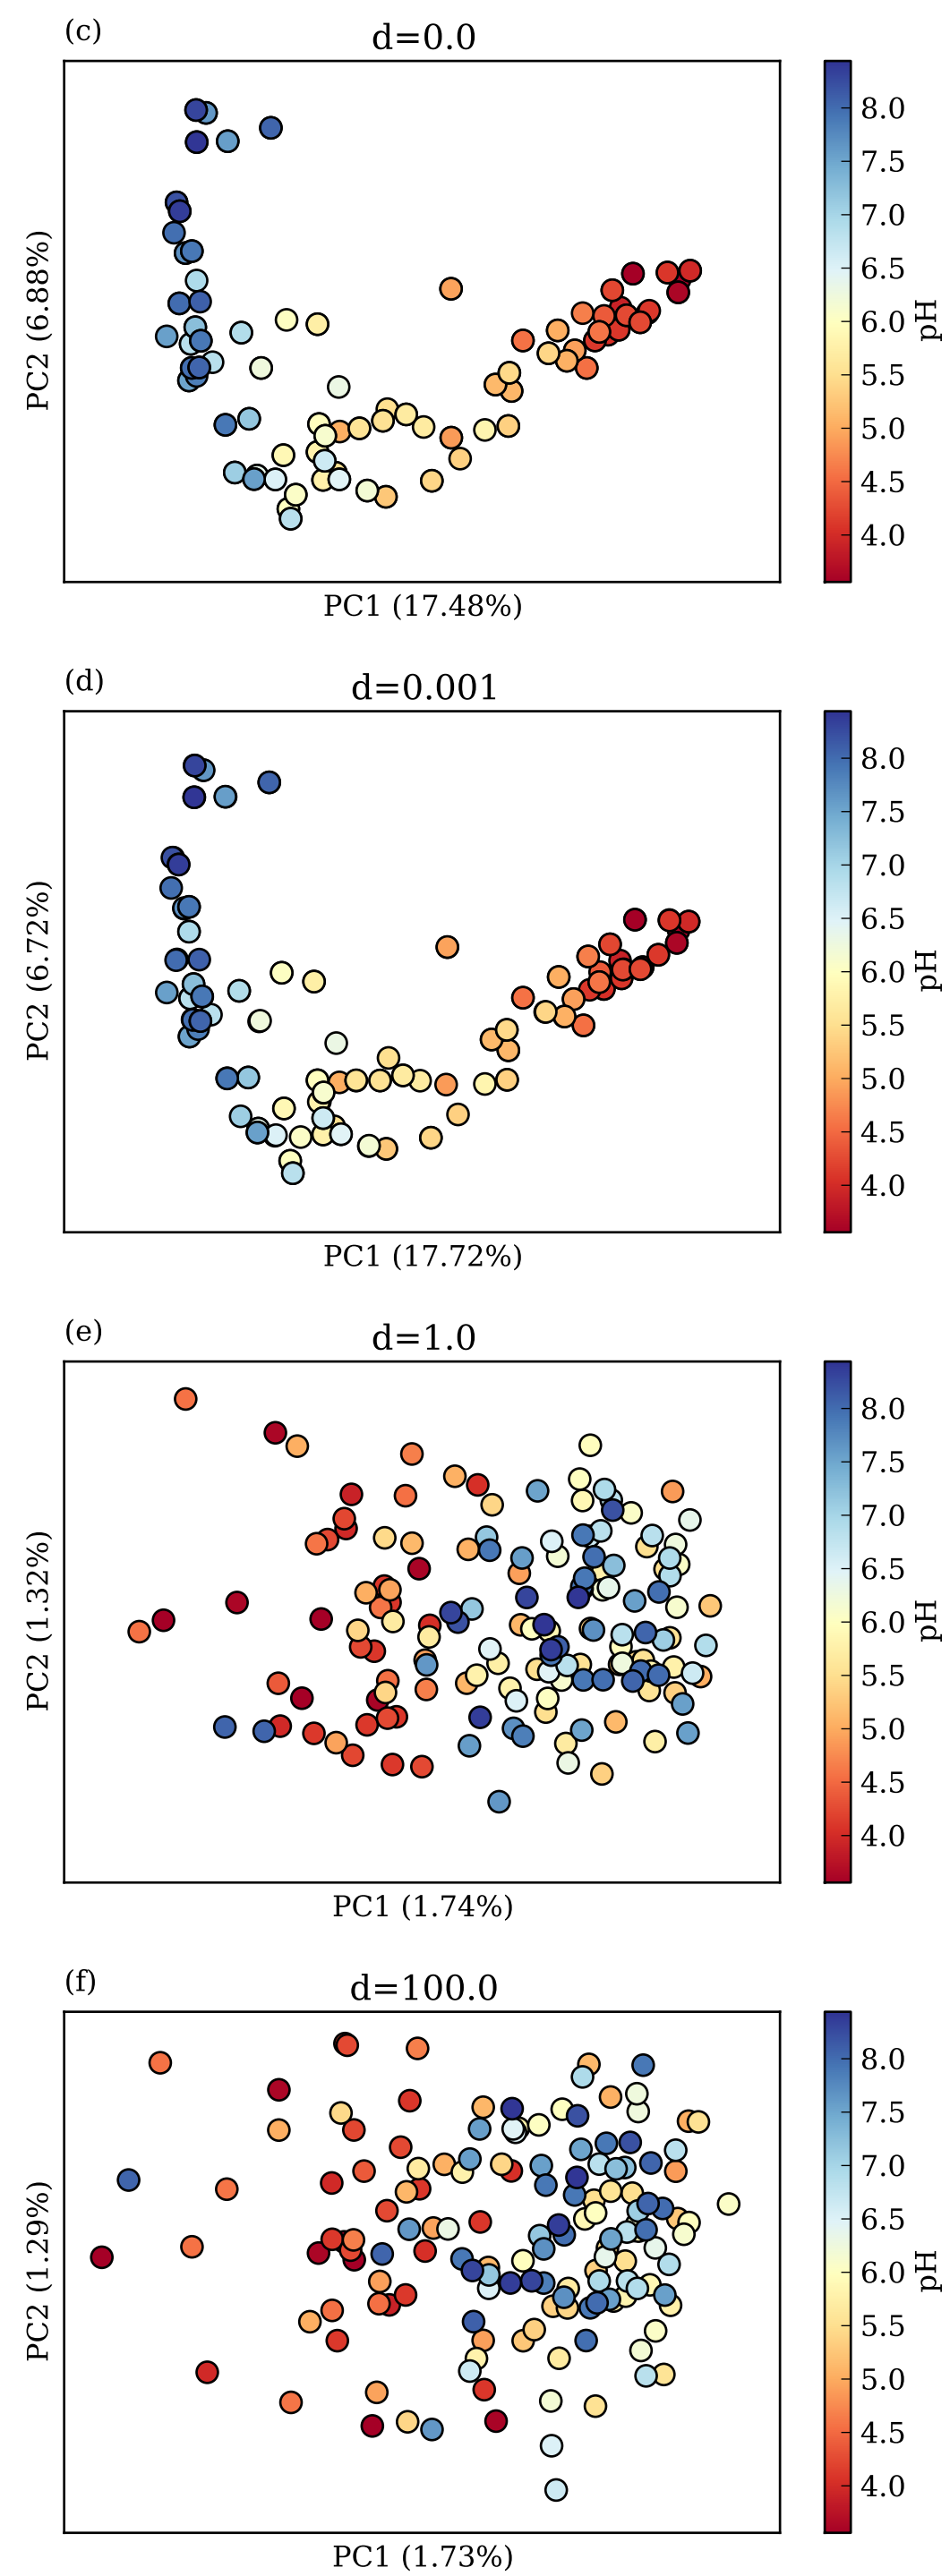 (c)
d=0.0
PC2 (6.88%)
PC1 (17.48%)
8.0
7.5
7.0
6.5
6.0
5.5
5.0
4.5
4.0
pH
(d)
d=0.001
PC2 (6.72%)
PC1 (17.72%)
8.0
7.5
7.0
6.5
6.0
5.5
5.0
4.5
4.0
pH
(e)
d=1.0
PC2 (1.32%)
PC1 (1.74%)
8.0
7.5
7.0
6.5
6.0
5.5
5.0
4.5
4.0
pH
(f)
d=100.0
PC2 (1.29%)
PC1 (1.73%)
8.0
7.5
7.0
6.5
6.0
5.5
5.0
4.5
4.0
pH